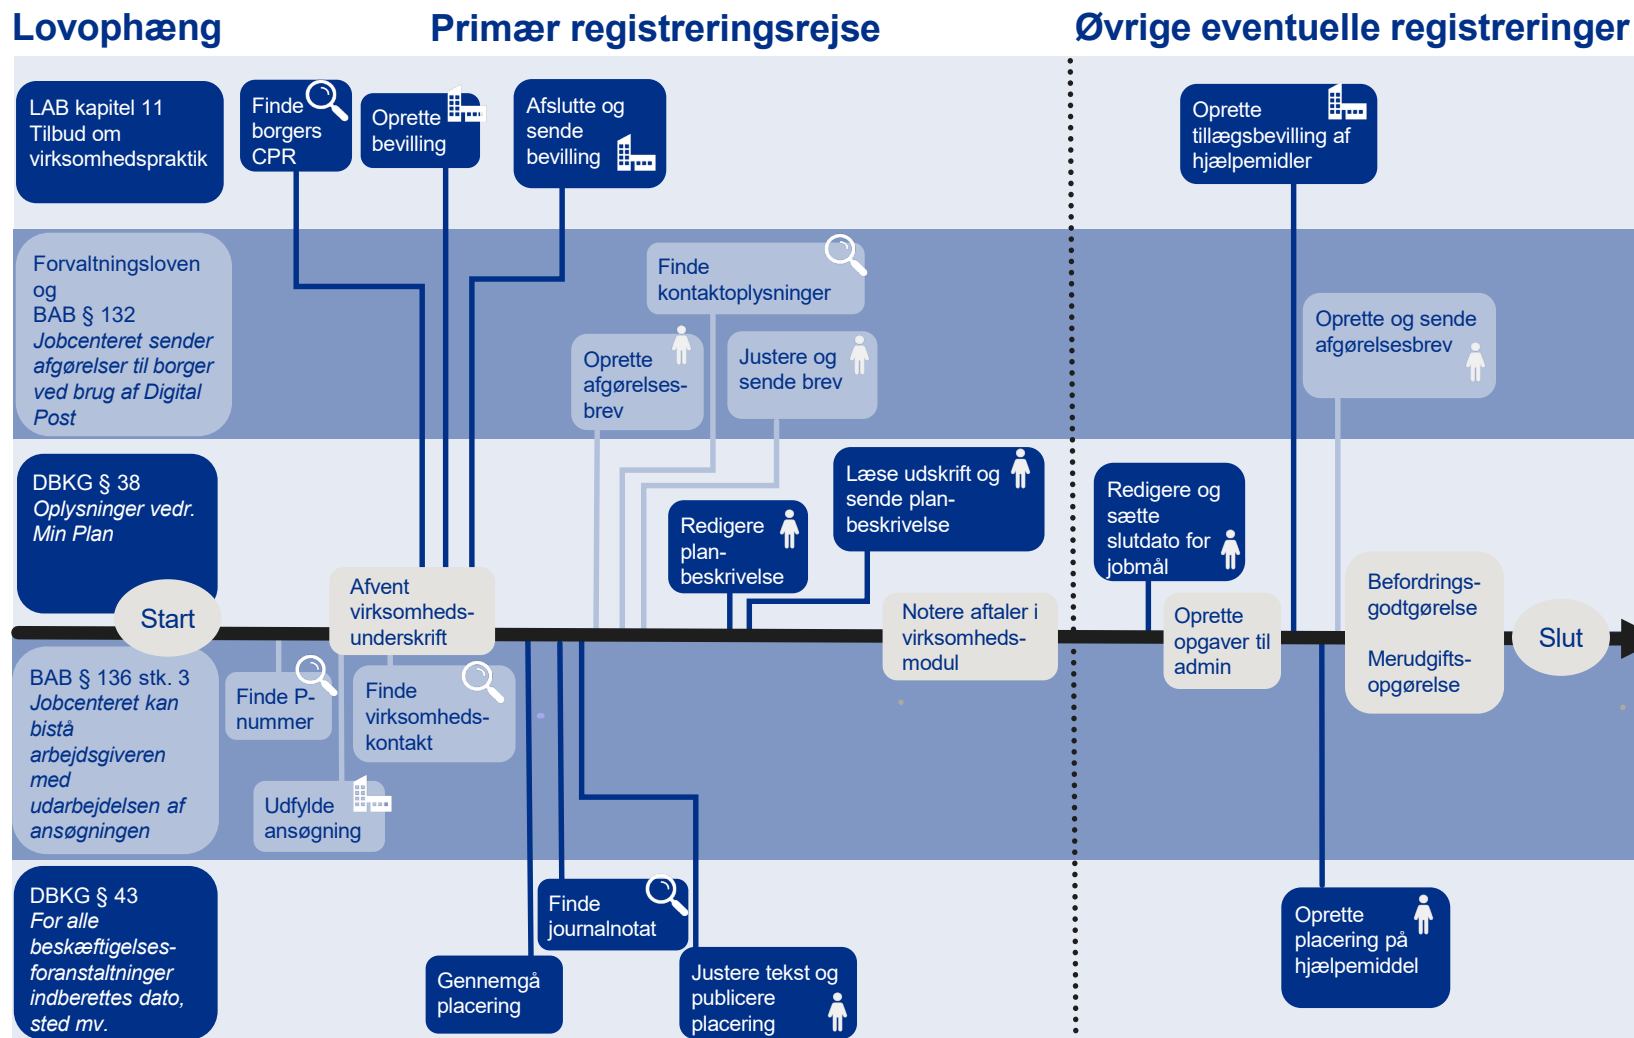 Lovophæng
Primær registreringsrejse
Øvrige eventuelle registreringer
LAB kapitel 11
Tilbud om
virksomhedspraktik
Finde
borgers
CPR
Oprette
bevilling
Afslutte og
sende
bevilling
Oprette
tillægsbevilling af
hjælpemidler
Forvaltningsloven
og
BAB § 132
Jobcenteret sender
afgørelser til borger
ved brug af Digital
Post
Finde
kontaktoplysninger
Oprette
afgørelses-
brev
Justere og
sende brev
Oprette og sende
afgørelsesbrev
DBKG § 38
Oplysninger vedr.
Min Plan
Redigere
plan-
beskrivelse
Læse udskrift og
sende plan-
beskrivelse
Redigere og
sætte
slutdato for
jobmål
Start
Afvent
virksomheds-
underskrift
Notere aftaler i
virksomheds-
modul
Oprette
opgaver til
admin
Befordrings-
godtgørelse
Merudgifts-
opgørelse
Slut
BAB § 136 stk. 3
Jobcenteret kan
bistå
arbejdsgiveren
med
udarbejdelsen af
ansøgningen
Finde P-
nummer
Finde
virksomheds-
kontakt
Udfylde
ansøgning
DBKG § 43
For alle
beskæftigelses-
foranstaltninger
indberettes dato,
sted mv.
Gennemgå
placering
Finde
journalnotat
Justere tekst og
publicere
placering
Oprette
placering på
hjælpemiddel